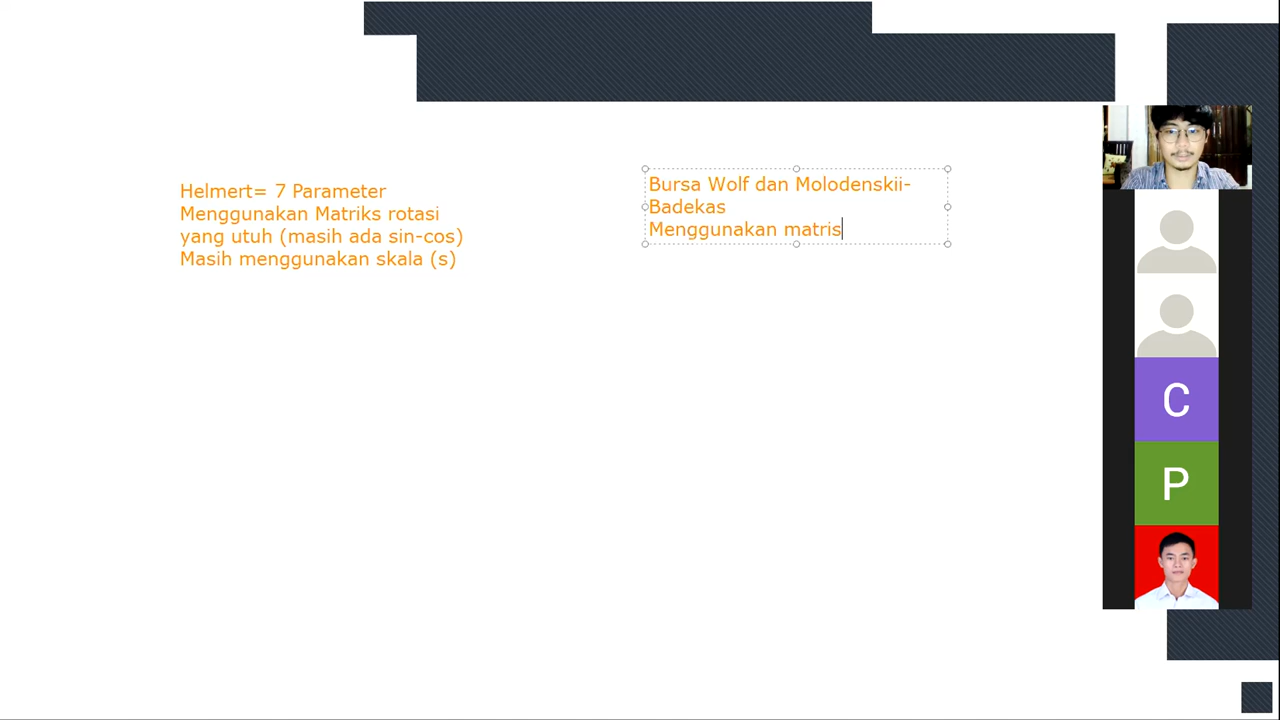 Helmert= 7 Parameter
Menggunakan Matriks rotasi
yang utuh (masih ada sin-cos)
Masih menggunakan skala (s)
Bursa Wolf dan Molodenskii-
Badekas
Menggunakan matris
C
P